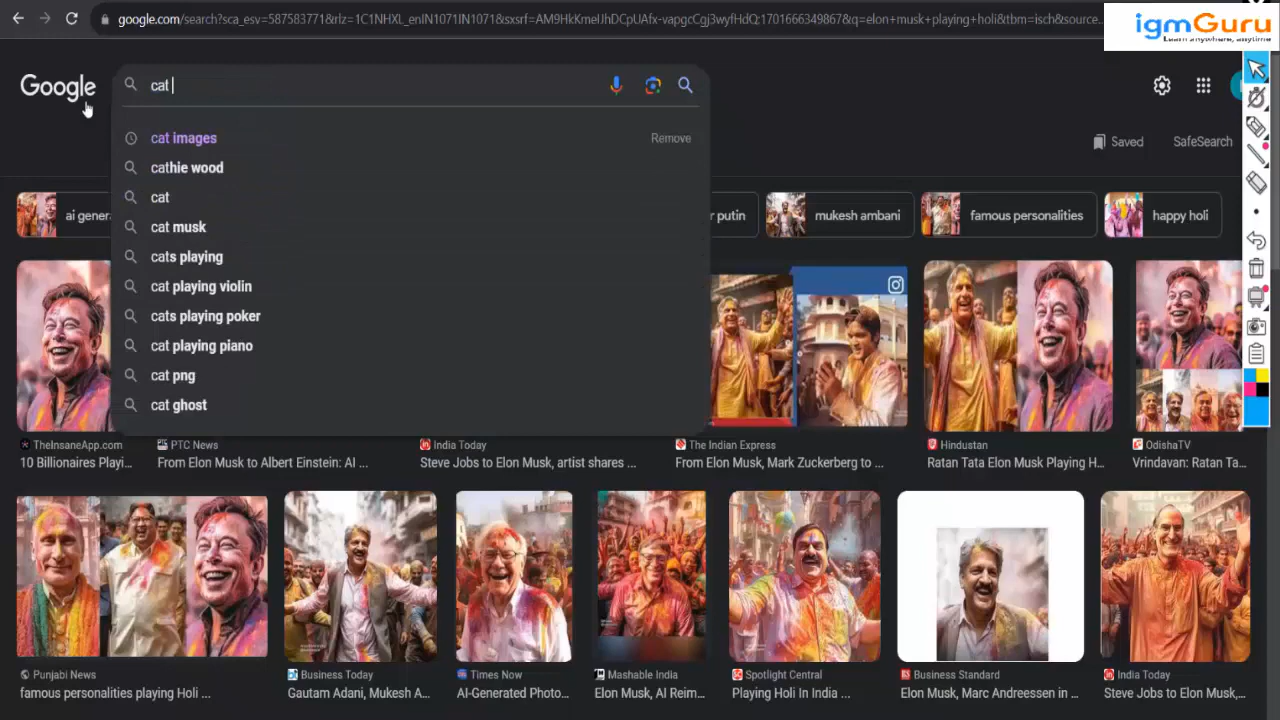 google.com/search?sca_esv=587583771&rlz=1C1NHXL_enIN1071IN1071&sxsrf=AM9HkKmeIJhDCpUAfx-vapgcCgj3wyfHdQ:1701666349867&q=elon+musk+playing+holi&tbm=isch&source...
igmGuru
Learn anywhere, anytime
Google
cat
cat images
Remove
cathie wood
cat
cat musk
cats playing
cat playing violin
cats playing poker
cat playing piano
cat png
cat ghost
Saved
SafeSearch
ai genera
r putin
mukesh ambani
famous personalities
happy holi
TheInsaneApp.com
10 Billionaires Playi...
PTC News
From Elon Musk to Albert Einstein: AI ...
India Today
Steve Jobs to Elon Musk, artist shares ...
The Indian Express
From Elon Musk, Mark Zuckerberg to ...
Hindustan
Ratan Tata Elon Musk Playing H...
OdishaTV
Vrindavan: Ratan Ta...
Punjabi News
famous personalities playing Holi ...
Business Today
Gautam Adani, Mukesh A...
Times Now
AI-Generated Photo...
Mashable India
Elon Musk, AI Reim...
Spotlight Central
Playing Holi In India ...
Business Standard
Elon Musk, Marc Andreessen in ...
India Today
Steve Jobs to Elon Musk,...